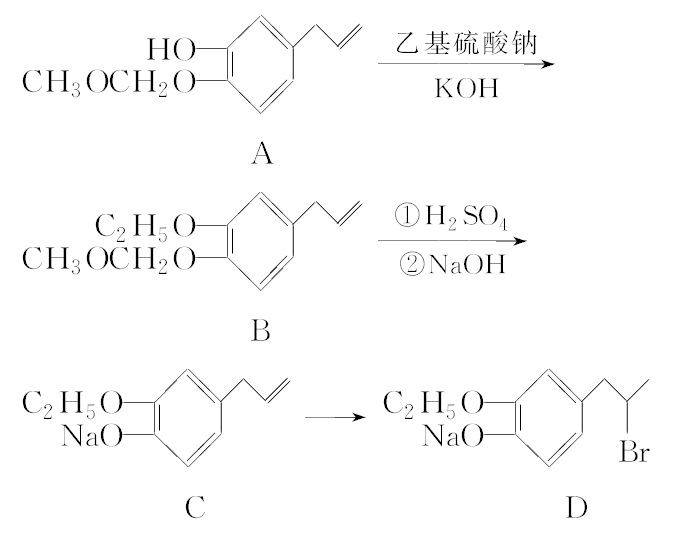 HO
CH₃OCH₂O
乙基硫酸钠
KOH
A
C₂H₅O
CH₃OCH₂O
①H₂SO₄
②NaOH
B
C₂H₅O
NaO
C
C₂H₅O
NaO
Br
D